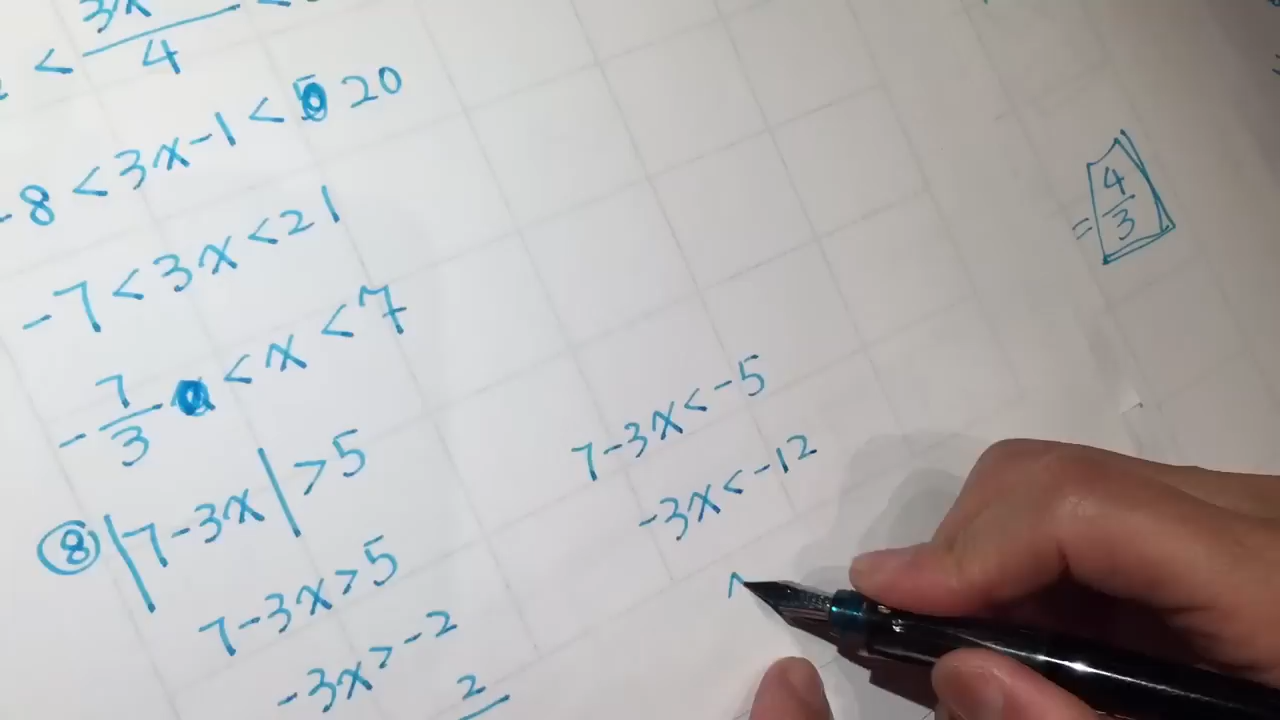 < 3x/4 <
-8 < 3x-1 < 20
-7 < 3x < 21
-7/3 < x < 7
⑧ |7-3x| > 5
7-3x > 5
-3x > -2
2
7-3x < -5
-3x < -12
= 4/3